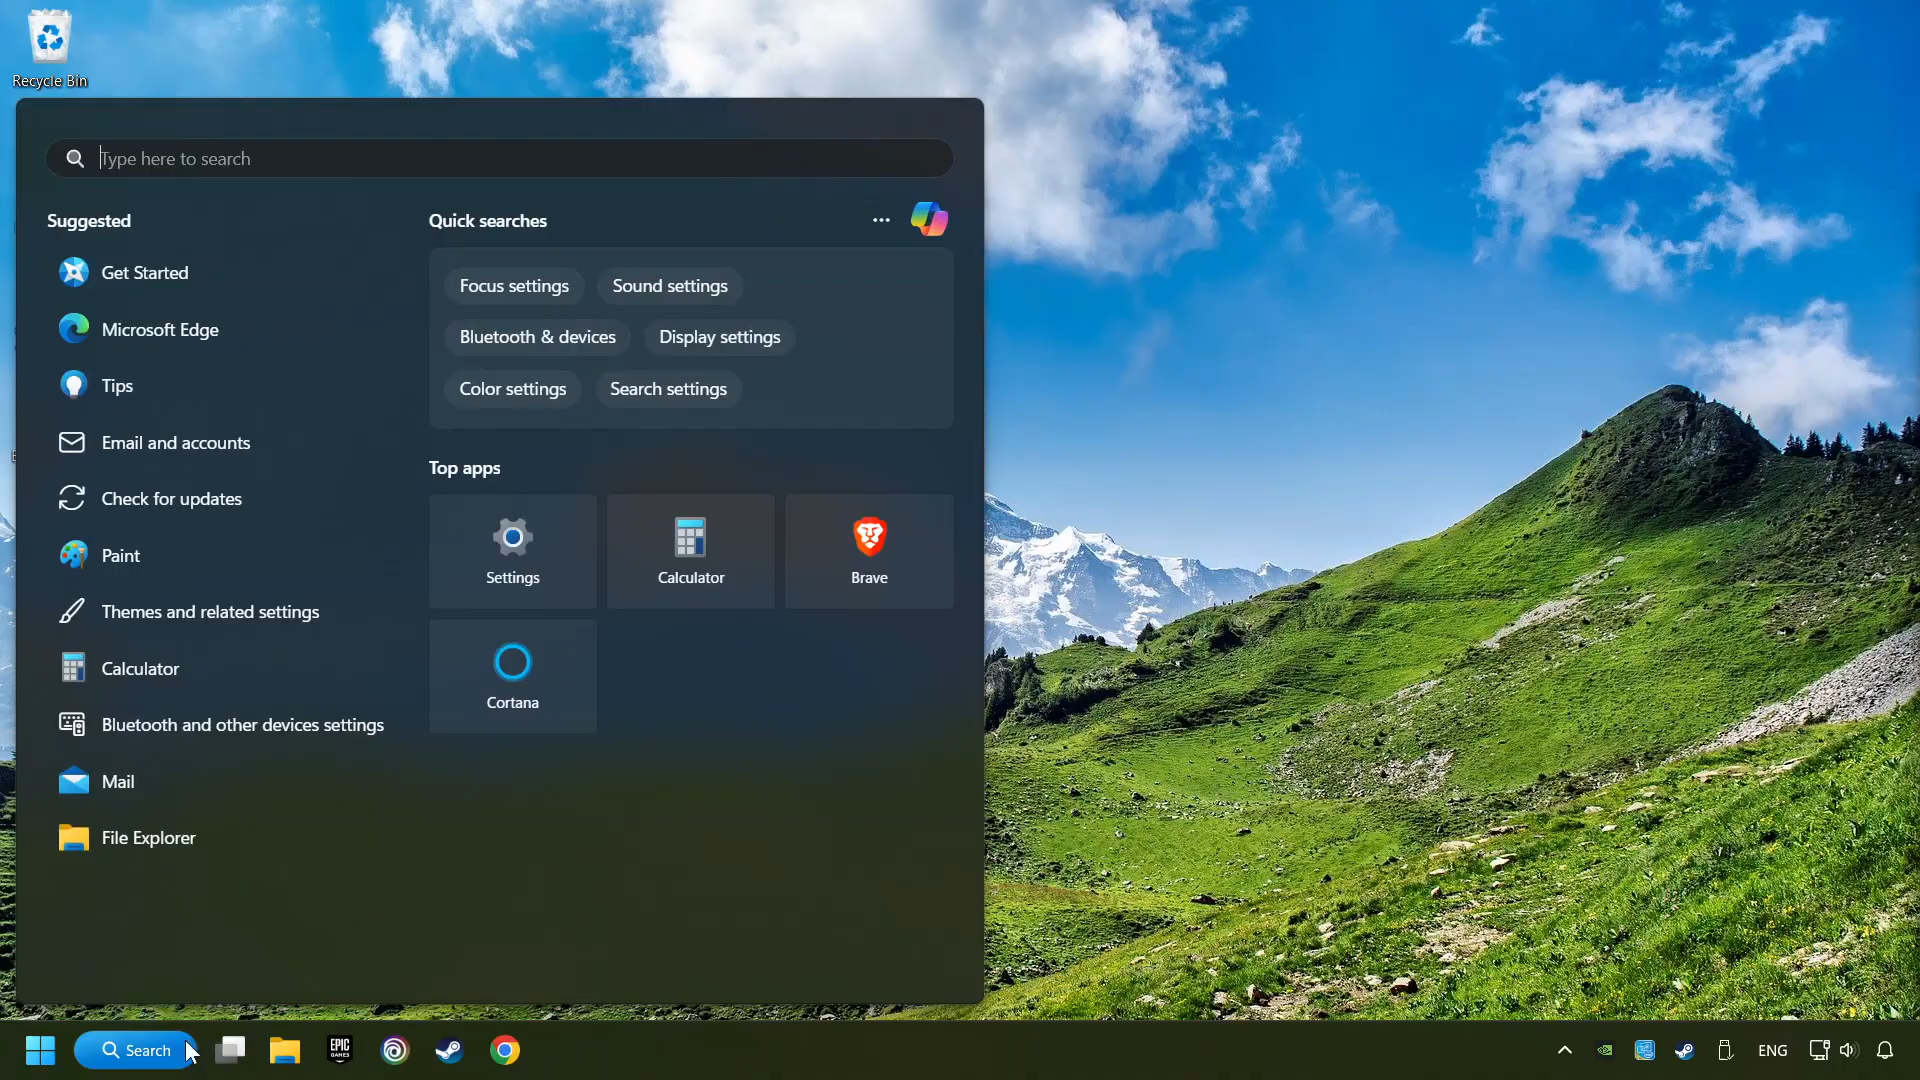 Recycle Bin
Type here to search
Suggested
Get Started
Microsoft Edge
Tips
Email and accounts
Check for updates
Paint
Themes and related settings
Calculator
Bluetooth and other devices settings
Mail
File Explorer
Quick searches
Focus settings
Sound settings
Bluetooth & devices
Display settings
Color settings
Search settings
Top apps
Settings
Calculator
Brave
Cortana
Search
EPIC
GAMES
ENG